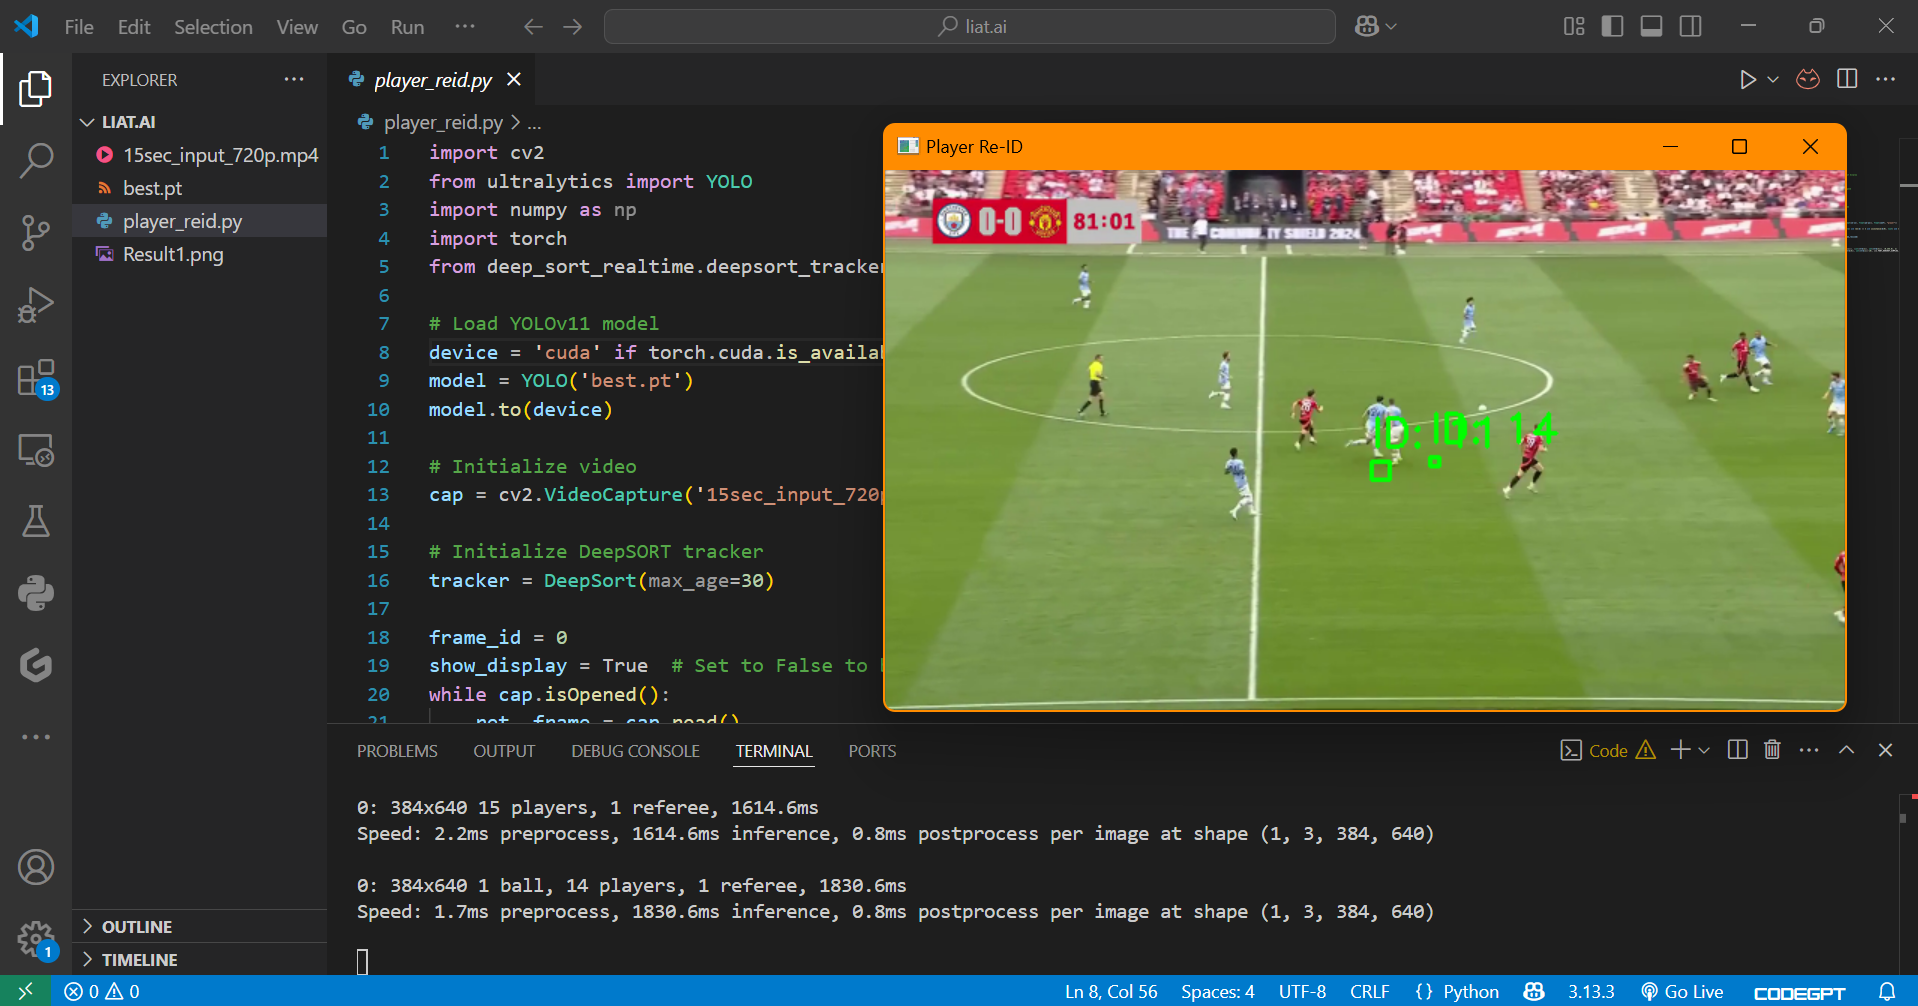 File Edit Selection View Go Run ···
liat.ai
EXPLORER
LIAT.AI
15sec_input_720p.mp4
best.pt
player_reid.py
Result1.png
OUTLINE
TIMELINE
13
1
player_reid.py
player_reid.py > ...
1 import cv2
2 from ultralytics import YOLO
3 import numpy as np
4 import torch
5 from deep_sort_realtime.deepsort_tracker
6
7 # Load YOLOv11 model
8 device = 'cuda' if torch.cuda.is_availa
9 model = YOLO('best.pt')
10 model.to(device)
11
12 # Initialize video
13 cap = cv2.VideoCapture('15sec_input_720p
14
15 # Initialize DeepSORT tracker
16 tracker = DeepSort(max_age=30)
17
18 frame_id = 0
19 show_display = True # Set to False to
20 while cap.isOpened():
21 ret, frame = cap.read()
Player Re-ID
0-0 81:01
THE FA COMMUNITY SHIELD 2024
ID: ID: 14
PROBLEMS OUTPUT DEBUG CONSOLE TERMINAL PORTS
Code
0: 384x640 15 players, 1 referee, 1614.6ms
Speed: 2.2ms preprocess, 1614.6ms inference, 0.8ms postprocess per image at shape (1, 3, 384, 640)
0: 384x640 1 ball, 14 players, 1 referee, 1830.6ms
Speed: 1.7ms preprocess, 1830.6ms inference, 0.8ms postprocess per image at shape (1, 3, 384, 640)
0 0
Ln 8, Col 56 Spaces: 4 UTF-8 CRLF {} Python 3.13.3 Go Live CODEGPT